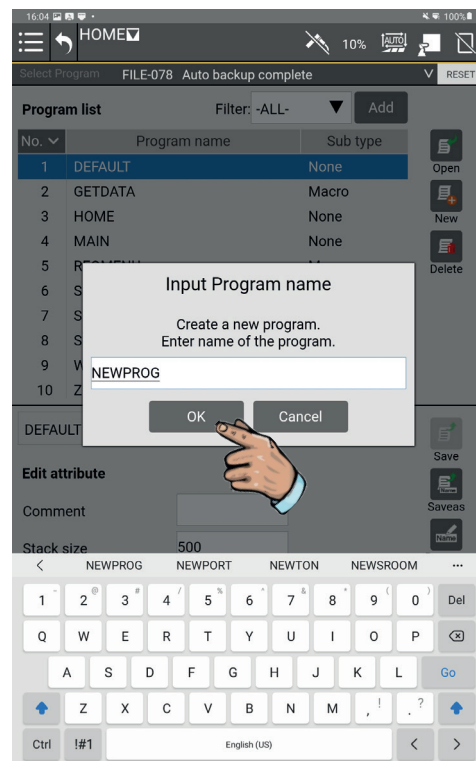 16:04 100%
HOME
10% AUTO
Select Program FILE-078 Auto backup complete RESET
Program list Filter: -ALL- ▼ Add
No. Program name Sub type
1 DEFAULT None
2 GETDATA Macro
3 HOME None
4 MAIN None
5
6 S
7 S
8 S
9 W
10 Z
Open
New
Delete
Input Program name
Create a new program.
Enter name of the program.
NEWPROG
OK Cancel
DEFAULT
Edit attribute
Comment
Stack size 500
Save
Saveas
Name
< NEWPROG NEWPORT NEWTON NEWSROOM ...
1 2 @ 3 # 4 / 5 % 6 ^ 7 & 8 * 9 ( 0 ) Del
Q W E R T Y U I O P
A S D F G H J K L Go
Z X C V B N M , ! . ?
Ctrl !#1 English (US) < >